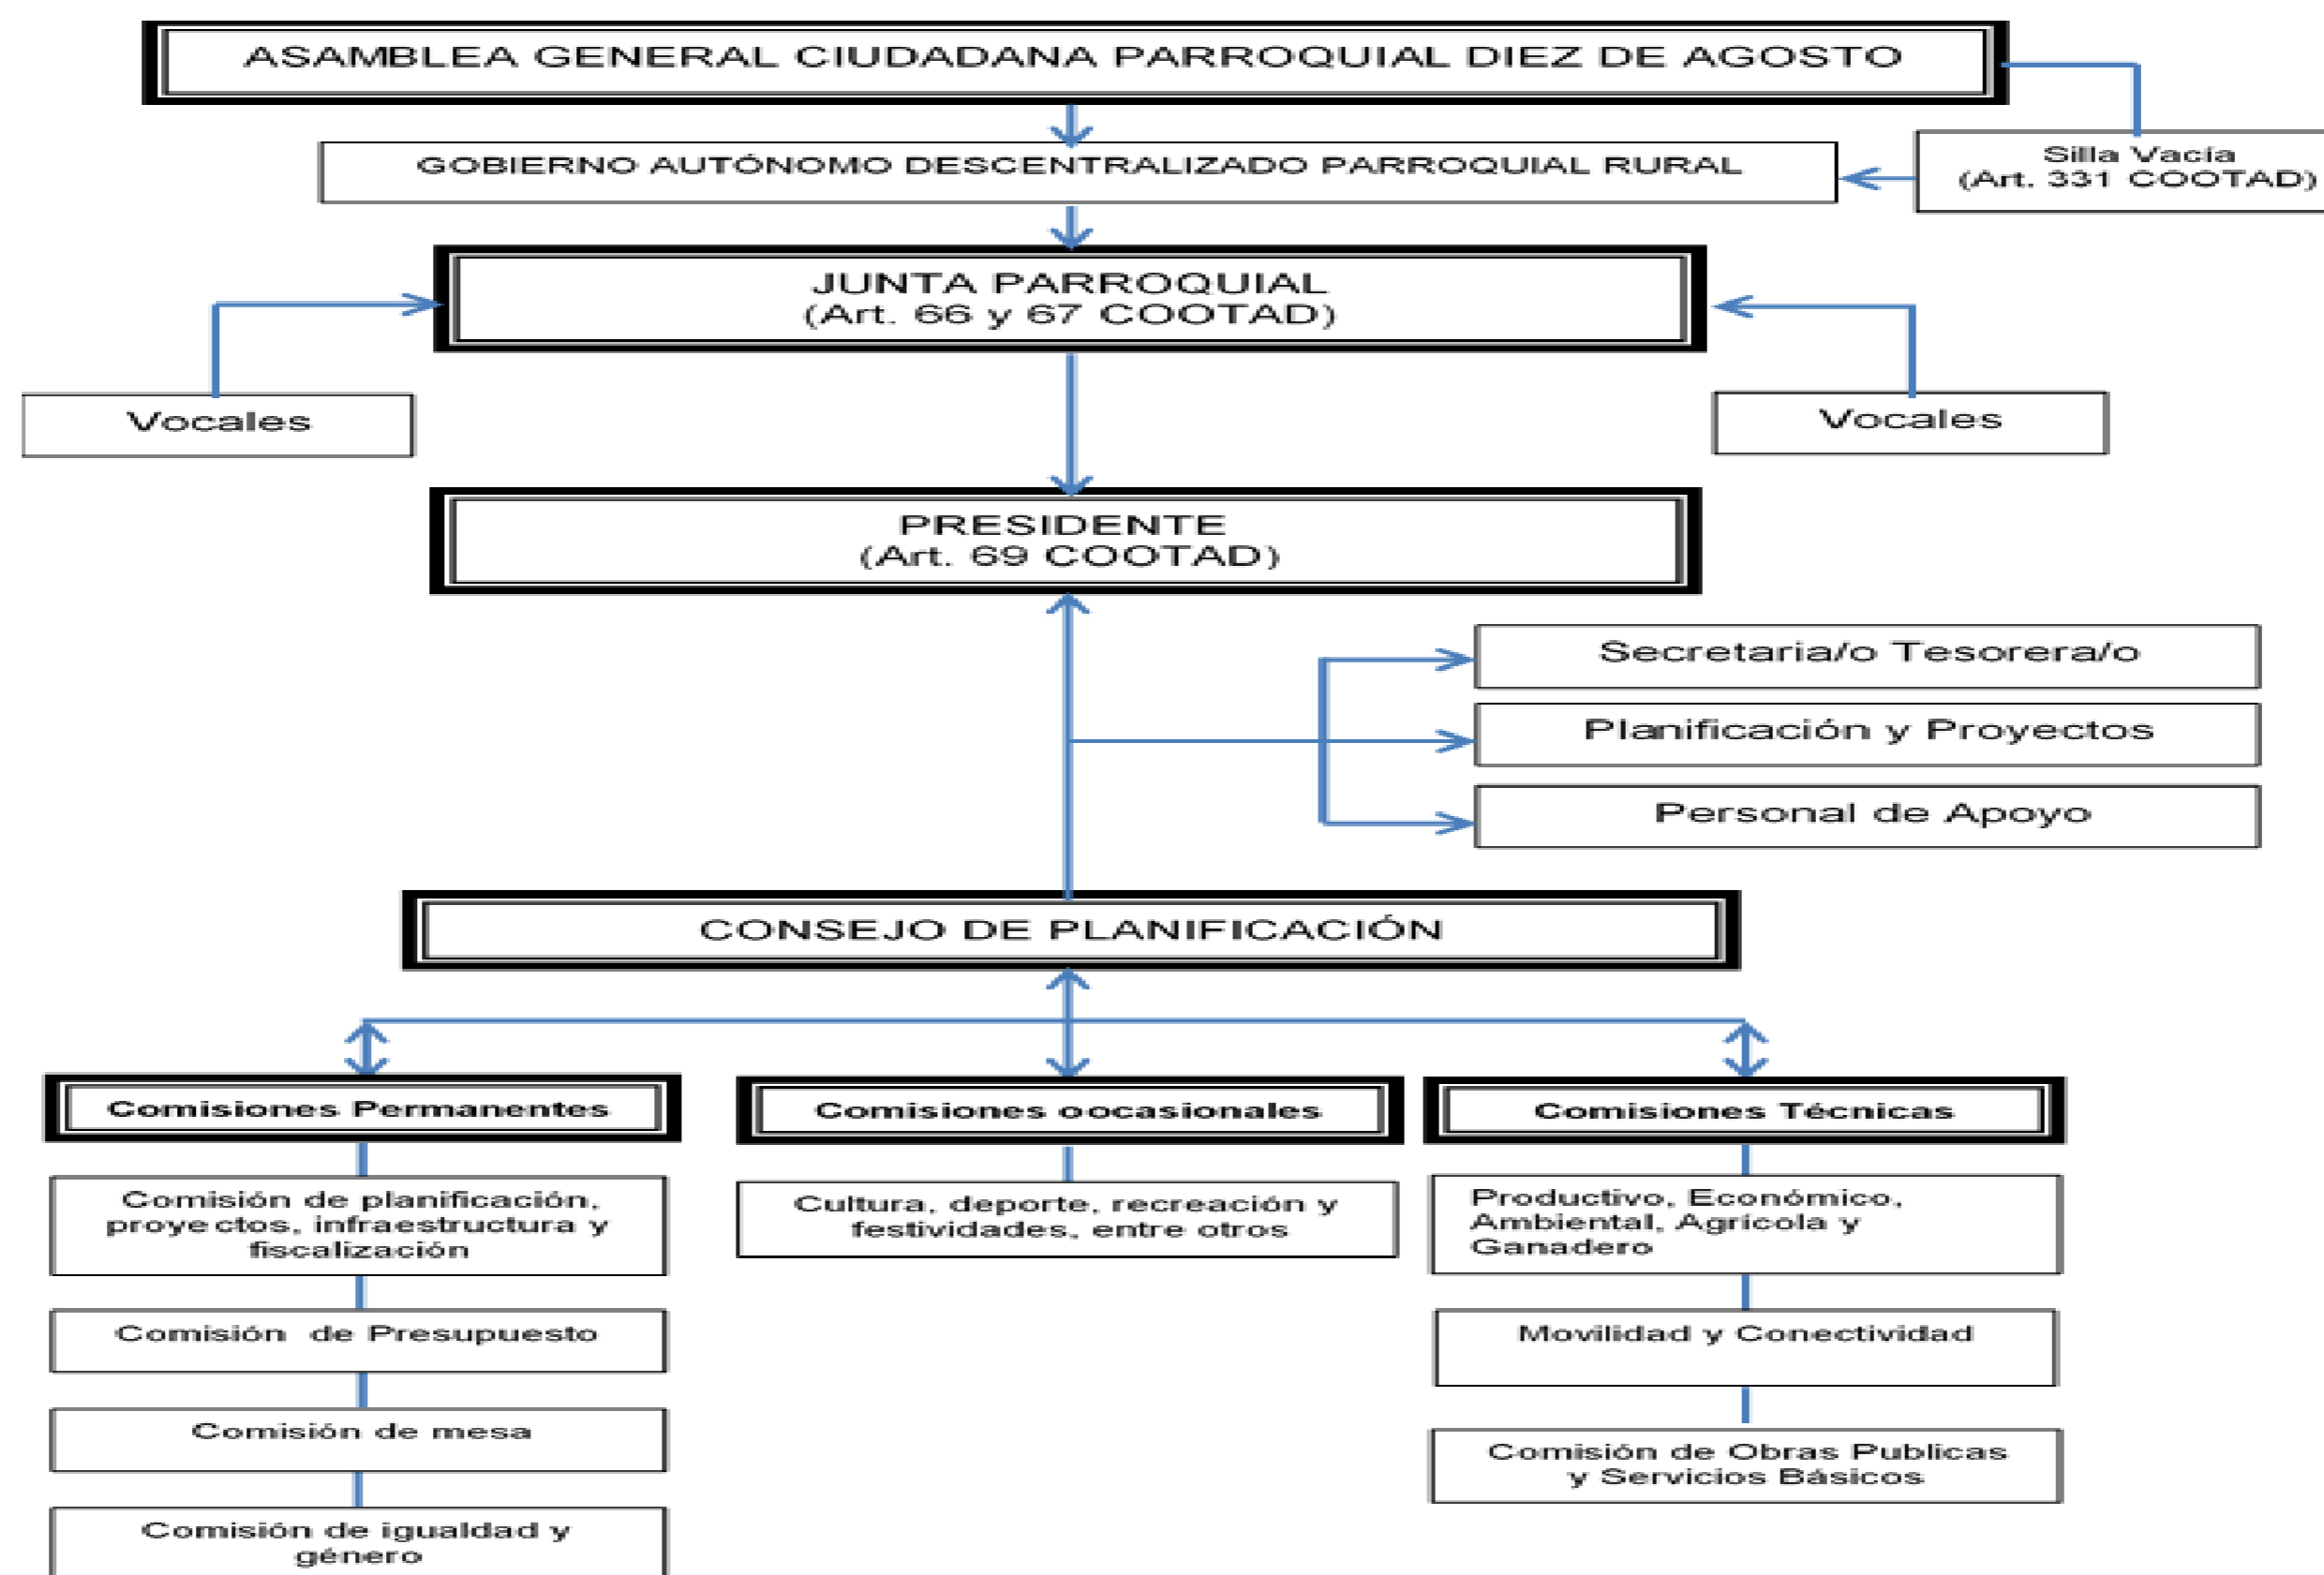 ASAMBLEA GENERAL CIUDADANA PARROQUIAL DIEZ DE AGOSTO
GOBIERNO AUTÓNOMO DESCENTRALIZADO PARROQUIAL RURAL
Silla Vacía
(Art. 331 COOTAD)
JUNTA PARROQUIAL
(Art. 66 y 67 COOTAD)
Vocales
Vocales
PRESIDENTE
(Art. 69 COOTAD)
Secretaria/o Tesorera/o
Planificación y Proyectos
Personal de Apoyo
CONSEJO DE PLANIFICACIÓN
Comisiones Permanentes
Comisión de planificación,
proyectos, infraestructura y
fiscalización
Comisión de Presupuesto
Comisión de mesa
Comisión de igualdad y
género
Comisiones oocasionales
Cultura, deporte, recreación y
festividades, entre otros
Comisiones Técnicas
Productivo, Económico,
Ambiental, Agrícola y
Ganadero
Movilidad y Conectividad
Comisión de Obras Publicas
y Servicios Básicos